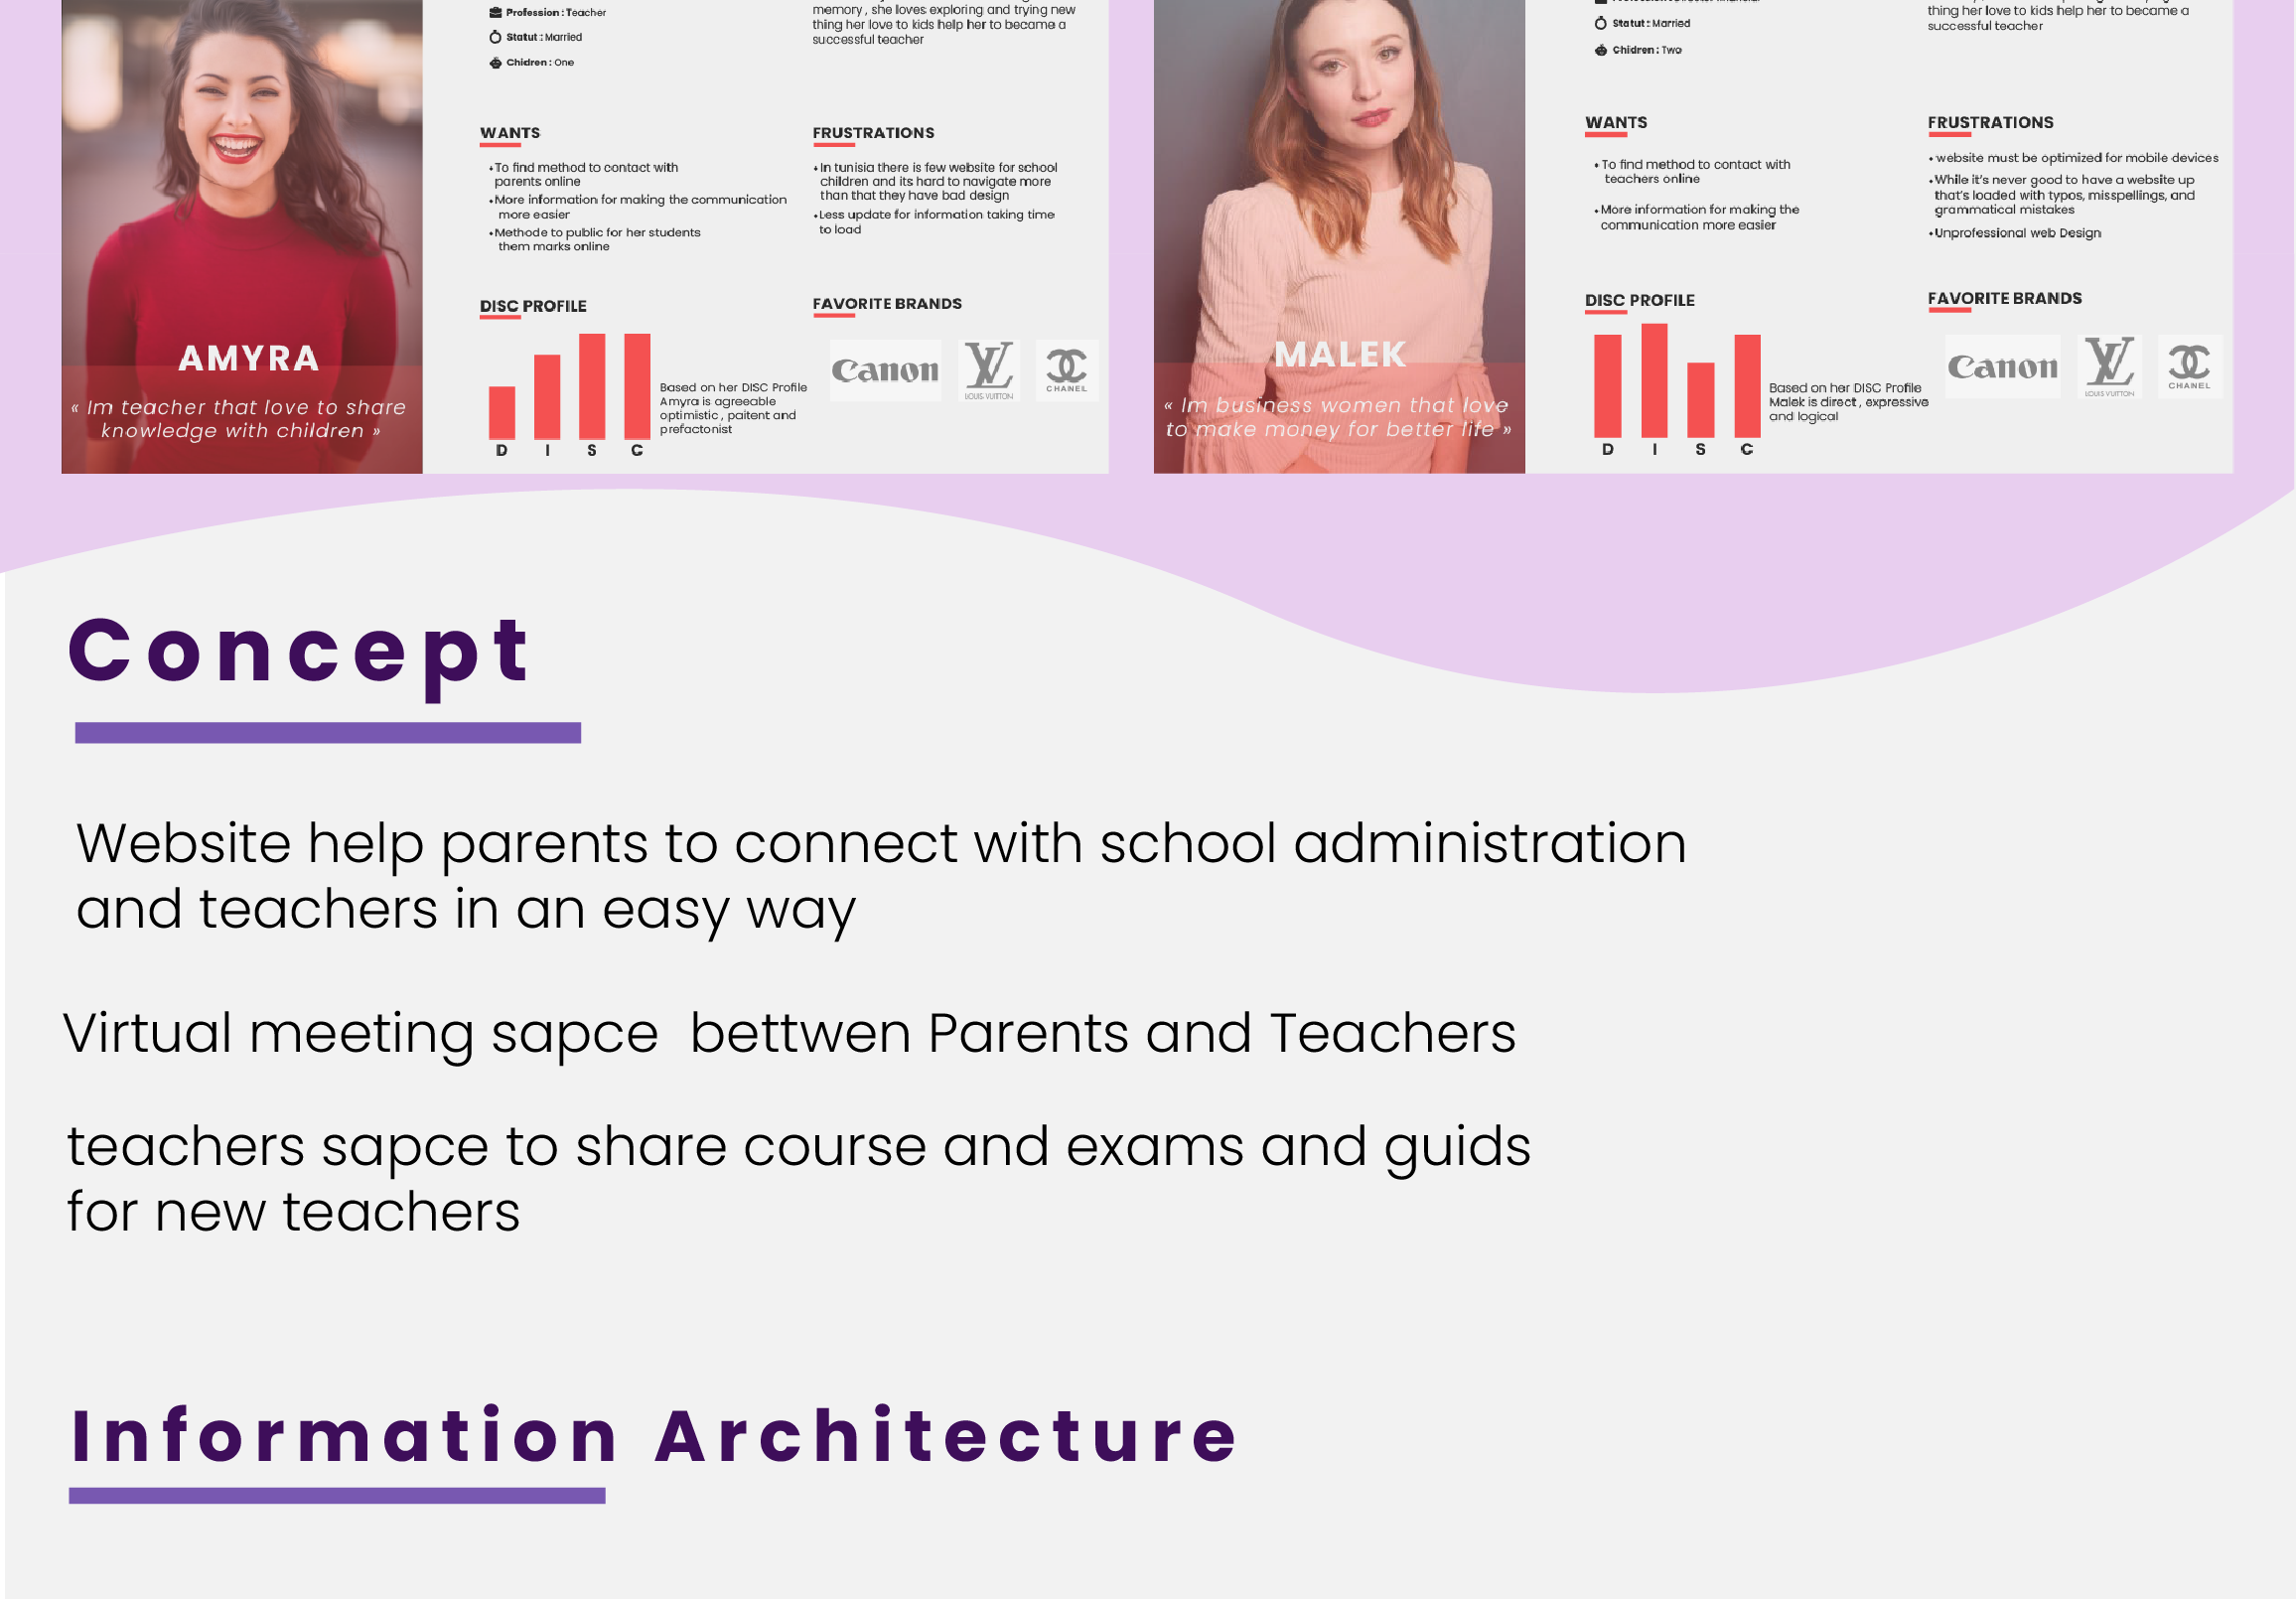 Profession : Teacher
Statut : Married
Chidren : One
memory , she loves exploring and trying new
thing her love to kids help her to became a
successful teacher
WANTS
• To find method to contact with
parents online
• More information for making the communication
more easier
• Methode to public for her students
them marks online
FRUSTRATIONS
• In tunisia there is few website for school
children and its hard to navigate more
than that they have bad design
• Less update for information taking time
to load
DISC PROFILE
D I S C
Based on her DISC Profile
Amyra is agreeable
optimiistic , paitent and
prefactonist
FAVORITE BRANDS
Canon
LOUIS VUITTON
CHANEL
AMYRA
« Im teacher that love to share
knowledge with children »
Statut : Married
Chidren : Two
thing her love to kids help her to became a
successful teacher
WANTS
• To find method to contact with
teachers online
• More information for making the
communication more easier
FRUSTRATIONS
• website must be optimized for mobile devices
• While it's never good to have a website up
that's loaded with typos, misspellings, and
grammatical mistakes
• Unprofessional web Design
DISC PROFILE
D I S C
Based on her DISC Profile
Malek is direct , expressive
and logical
FAVORITE BRANDS
Canon
LOUIS VUITTON
CHANEL
MALEK
« Im business women that love
to make money for better life »
Concept
Website help parents to connect with school administration
and teachers in an easy way
Virtual meeting sapce bettwen Parents and Teachers
teachers sapce to share course and exams and guids
for new teachers
Information Architecture